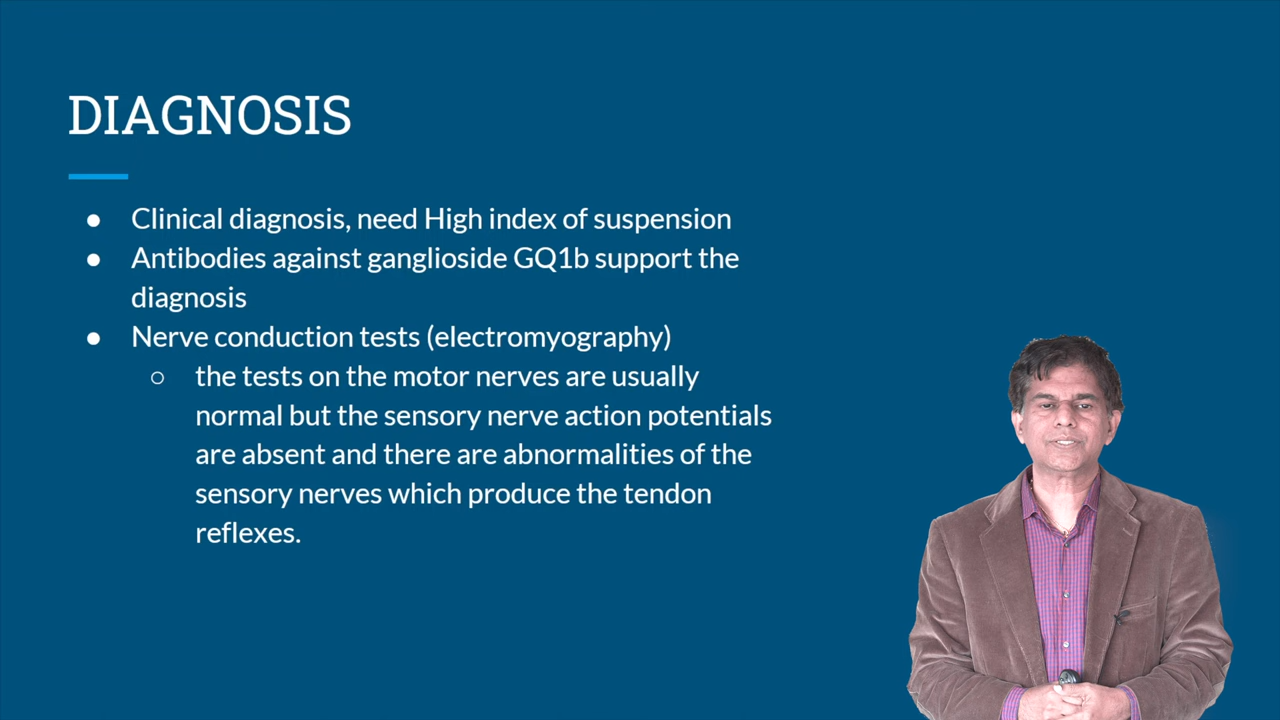 DIAGNOSIS
● Clinical diagnosis, need High index of suspension
● Antibodies against ganglioside GQ1b support the
diagnosis
● Nerve conduction tests (electromyography)
○ the tests on the motor nerves are usually
normal but the sensory nerve action potentials
are absent and there are abnormalities of the
sensory nerves which produce the tendon
reflexes.